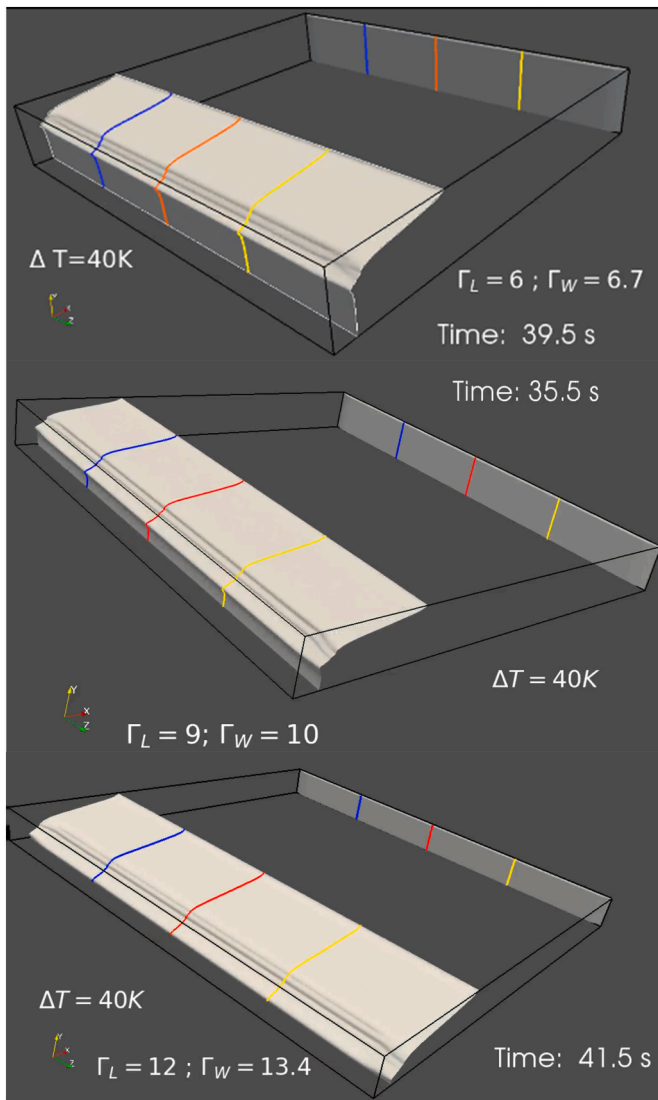 Δ T=40K
Γ_L = 6 ; Γ_W = 6.7
Time: 39.5 s
Y
X
Z
Time: 35.5 s
ΔT = 40K
Y
X
Z
Γ_L = 9; Γ_W = 10
ΔT = 40K
Y
X
Z
Γ_L = 12 ; Γ_W = 13.4
Time: 41.5 s